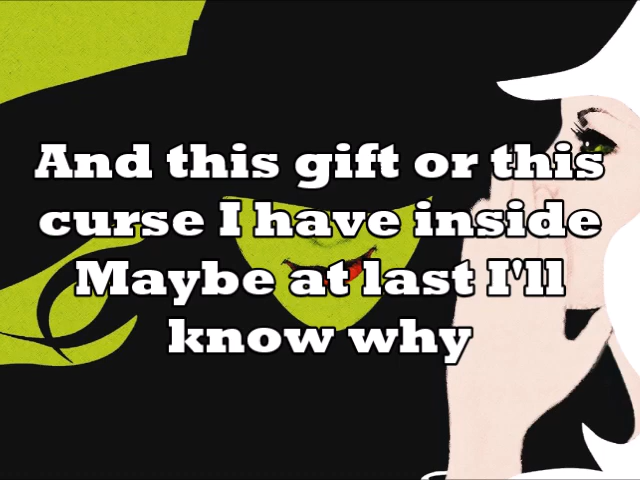 And this gift or this
curse I have inside
Maybe at last I'll
know why